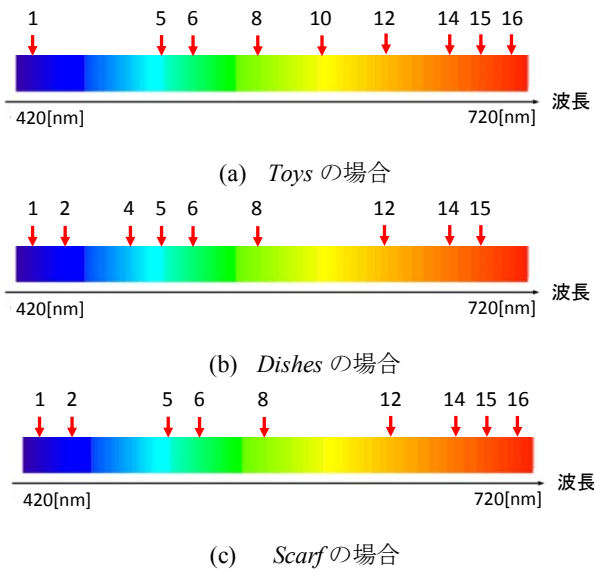 1 5 6 8 10 12 14 15 16
波長
420[nm] 720[nm]
(a) Toys の場合
1 2 4 5 6 8 12 14 15
波長
420[nm] 720[nm]
(b) Dishes の場合
1 2 5 6 8 12 14 15 16
波長
420[nm] 720[nm]
(c) Scarf の場合